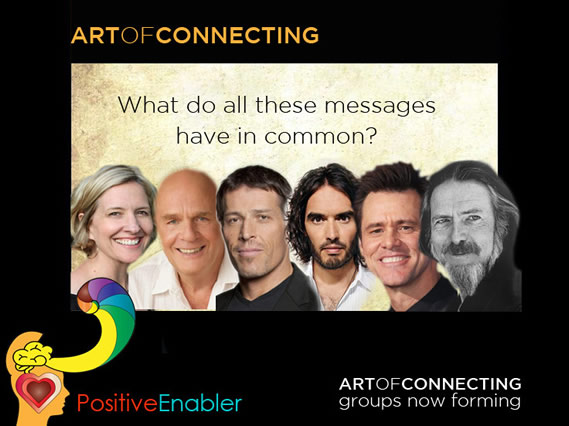 ARTOFCONNECTING
What do all these messages
have in common?
PositiveEnabler
ARTOFCONNECTING
groups now forming